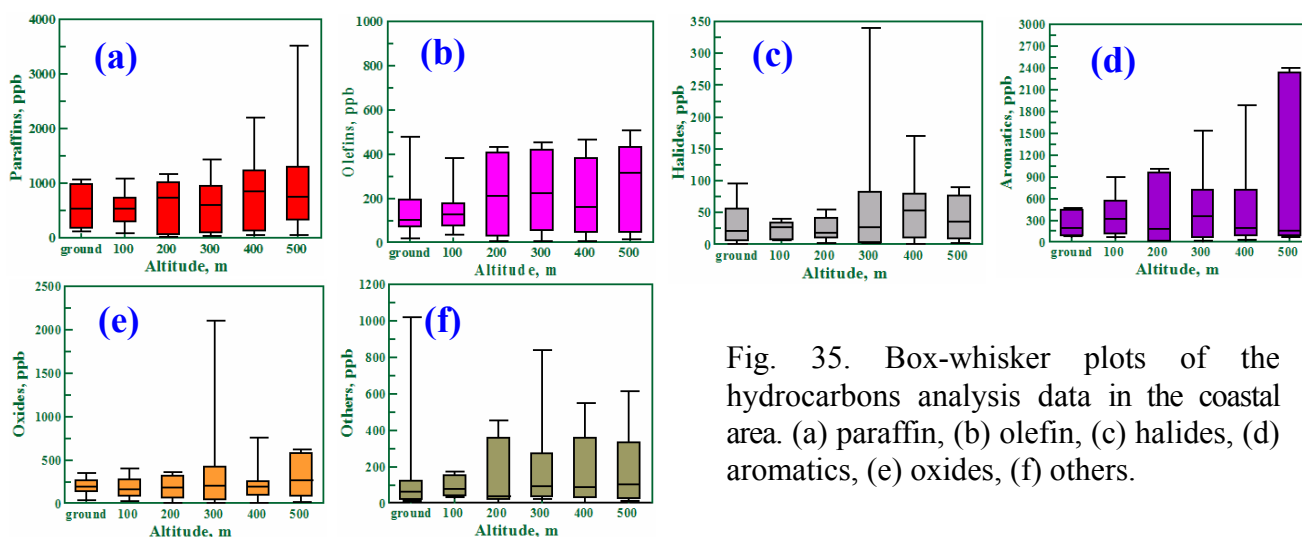 (a)
Paraffins, ppb
4000
3000
2000
1000
0
ground 100 200 300 400 500
Altitude, m
(b)
Olefins, ppb
1000
800
600
400
200
0
ground 100 200 300 400 500
Altitude, m
(c)
Halides, ppb
350
300
250
200
150
100
50
0
ground 100 200 300 400 500
Altitude, m
(d)
Aromatics, ppb
3000
2700
2400
2100
1800
1500
1200
900
600
300
0
ground 100 200 300 400 500
Altitude, m
(e)
Oxides, ppb
2500
2000
1500
1000
500
0
ground 100 200 300 400 500
Altitude, m
(f)
Others, ppb
1200
1000
800
600
400
200
0
ground 100 200 300 400 500
Altitude, m
Fig. 35. Box-whisker plots of the
hydrocarbons analysis data in the coastal
area. (a) paraffin, (b) olefin, (c) halides, (d)
aromatics, (e) oxides, (f) others.